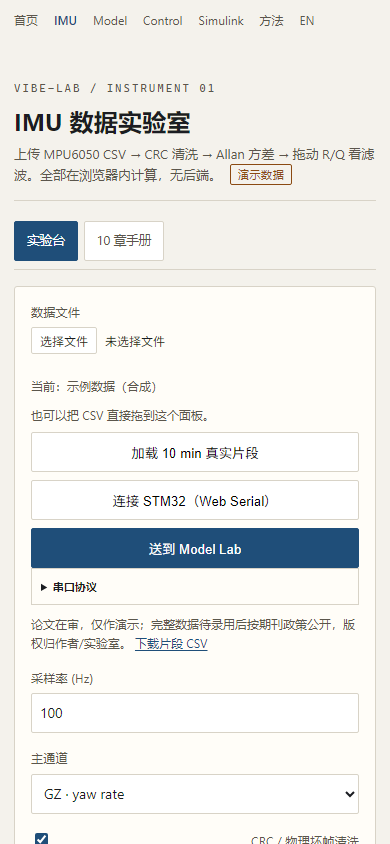 首页 IMU Model Control Simulink 方法 EN
VIBE-LAB / INSTRUMENT 01
IMU 数据实验室
上传 MPU6050 CSV → CRC 清洗 → Allan 方差 → 拖动 R/Q 看滤
波。全部在浏览器内计算，无后端。 演示数据
实验台 10 章手册
数据文件
选择文件 未选择文件
当前：示例数据（合成）
也可以把 CSV 直接拖到这个面板。
加载 10 min 真实片段
连接 STM32（Web Serial）
送到 Model Lab
▶ 串口协议
论文在审，仅作演示；完整数据待录用后按期刊政策公开，版
权归作者/实验室。 下载片段 CSV
采样率 (Hz)
100
主通道
GZ · yaw rate
CRC / 物理坏帧清洗